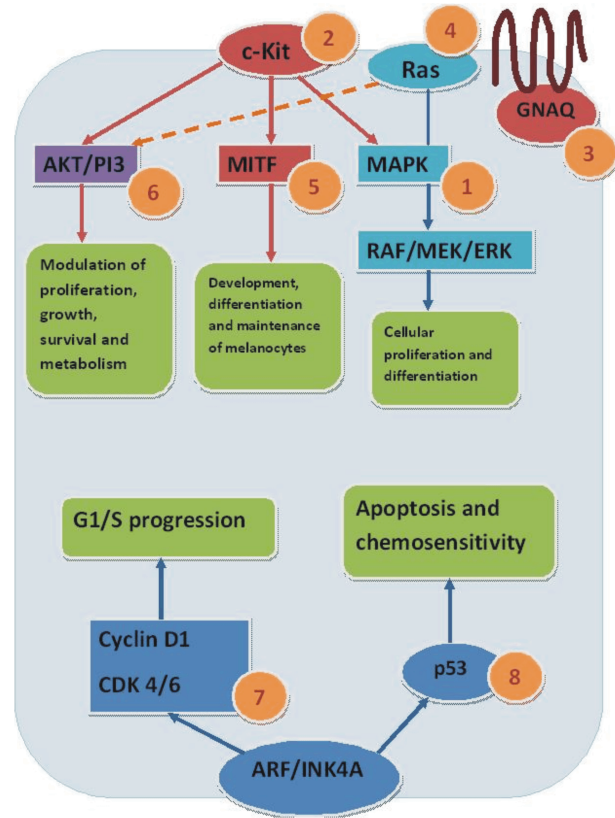 c-Kit
2
4
Ras
GNAQ
3
AKT/PI3
6
MITF
5
MAPK
1
RAF/MEK/ERK
Modulation of
proliferation,
growth,
survival and
metabolism
Development,
differentiation
and maintenance
of melanocytes
Cellular
proliferation and
differentiation
G1/S progression
Apoptosis and
chemosensitivity
Cyclin D1
CDK 4/6
7
p53
8
ARF/INK4A